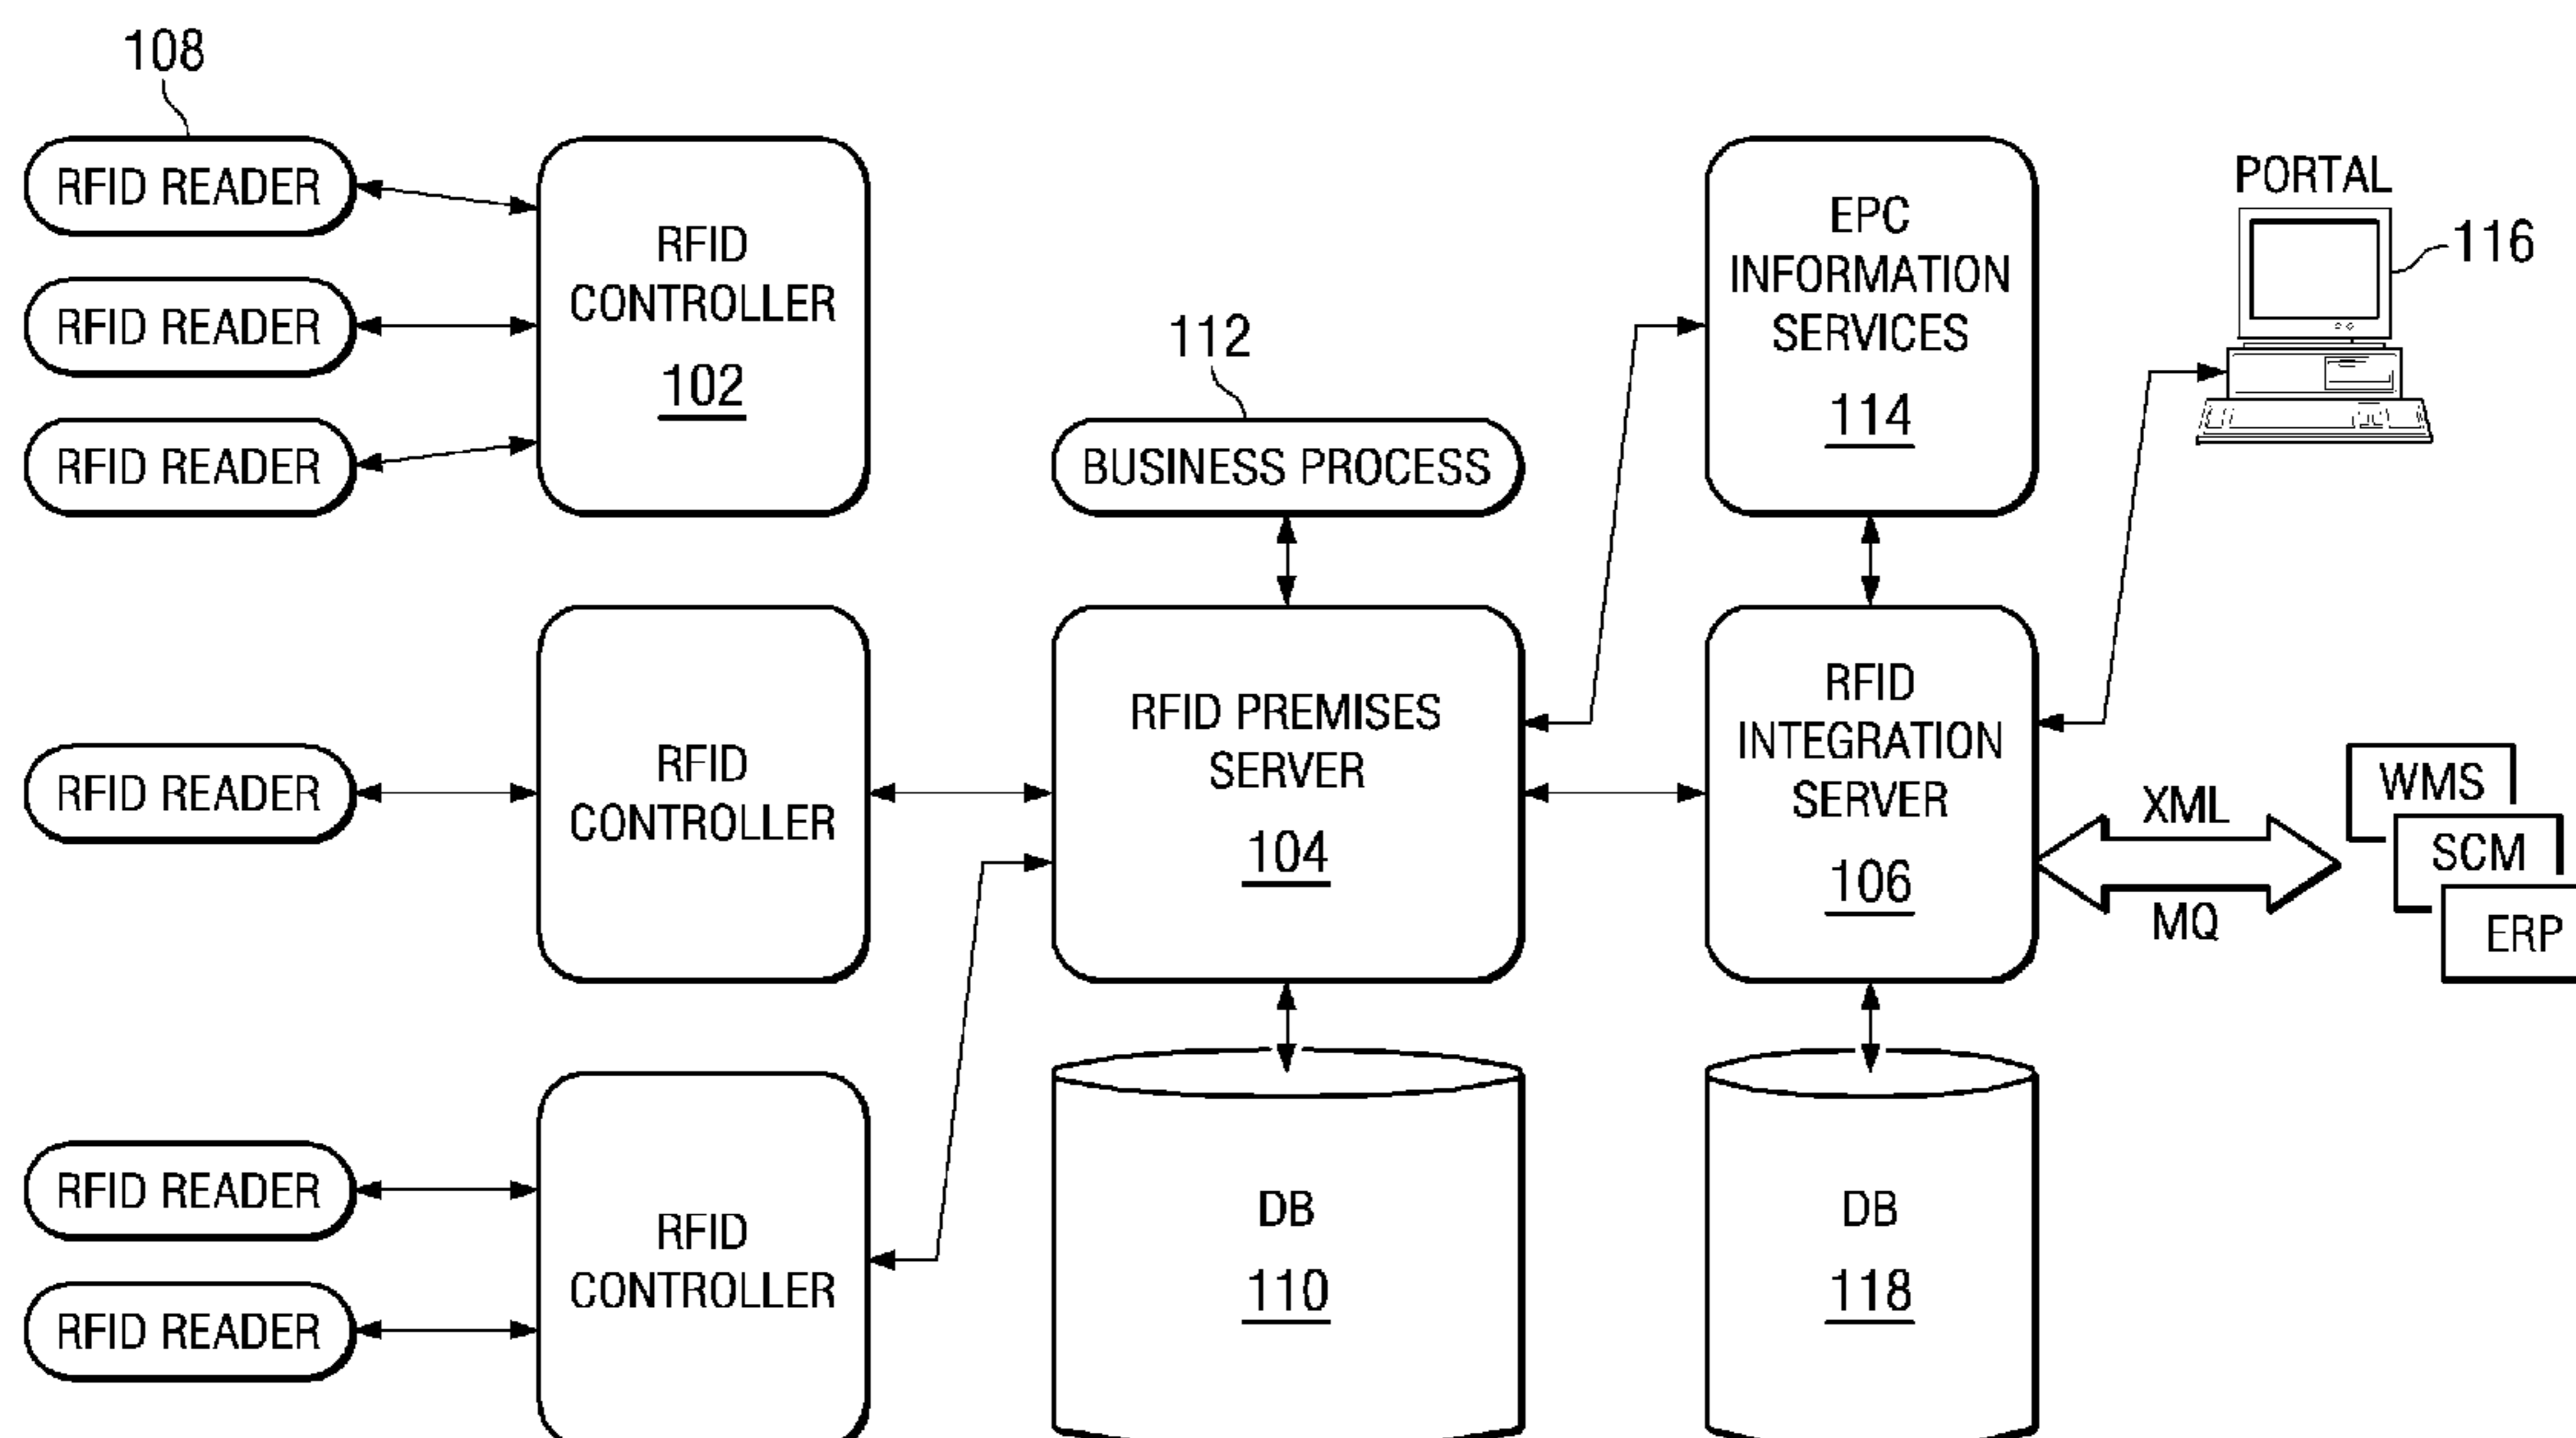 108
RFID READER
RFID READER
RFID READER
RFID
CONTROLLER
102
RFID READER
RFID
CONTROLLER
RFID READER
RFID READER
RFID
CONTROLLER
112
BUSINESS PROCESS
RFID PREMISES
SERVER
104
DB
110
EPC
INFORMATION
SERVICES
114
RFID
INTEGRATION
SERVER
106
DB
118
PORTAL
116
XML
MQ
WMS
SCM
ERP